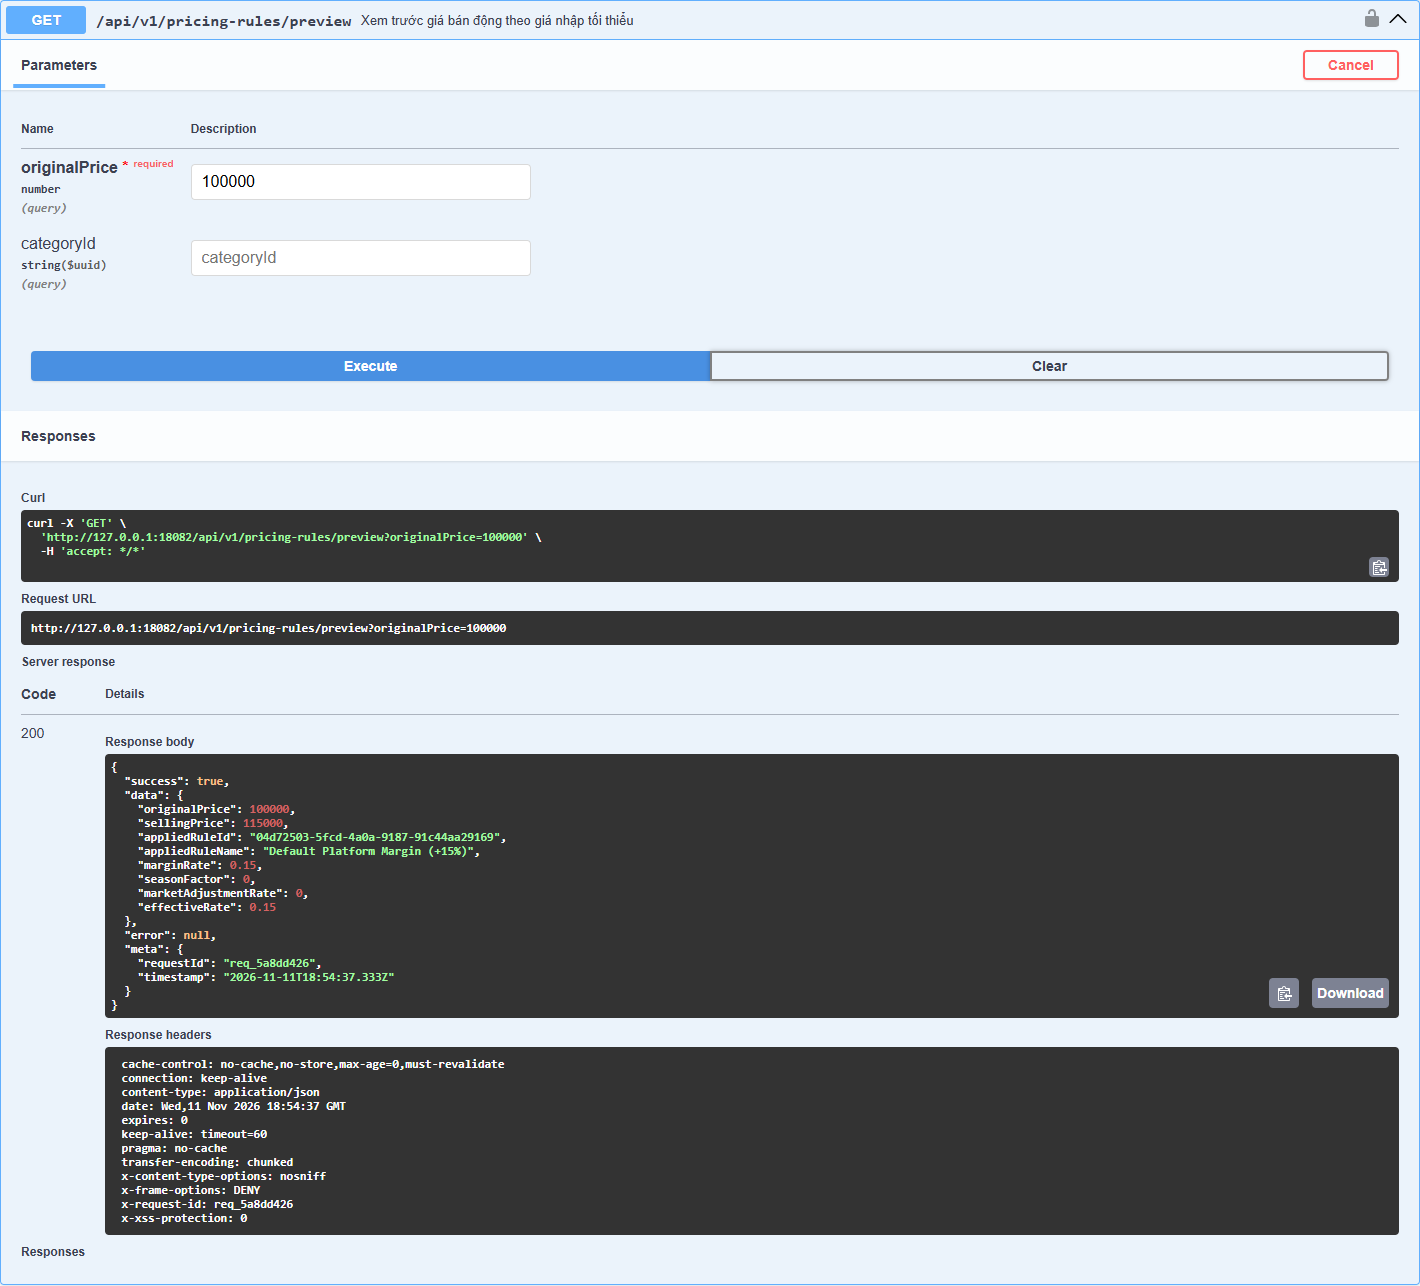 GET /api/v1/pricing-rules/preview Xem trước giá bán động theo giá nhập tối thiểu
Parameters
Cancel
Name Description
originalPrice * required
number
(query)
100000
categoryId
string($uuid)
(query)
categoryId
Execute
Clear
Responses
Curl
curl -X 'GET' \
  'http://127.0.0.1:18082/api/v1/pricing-rules/preview?originalPrice=100000' \
  -H 'accept: */*'
Request URL
http://127.0.0.1:18082/api/v1/pricing-rules/preview?originalPrice=100000
Server response
Code Details
200
Response body
{
  "success": true,
  "data": {
    "originalPrice": 100000,
    "sellingPrice": 115000,
    "appliedRuleId": "04d72503-5fcd-4a0a-9187-91c44aa29169",
    "appliedRuleName": "Default Platform Margin (+15%)",
    "marginRate": 0.15,
    "seasonFactor": 0,
    "marketAdjustmentRate": 0,
    "effectiveRate": 0.15
  },
  "error": null,
  "meta": {
    "requestId": "req_5a8dd426",
    "timestamp": "2026-11-11T18:54:37.333Z"
  }
}
Download
Response headers
cache-control: no-cache,no-store,max-age=0,must-revalidate
connection: keep-alive
content-type: application/json
date: Wed,11 Nov 2026 18:54:37 GMT
expires: 0
keep-alive: timeout=60
pragma: no-cache
transfer-encoding: chunked
x-content-type-options: nosniff
x-frame-options: DENY
x-request-id: req_5a8dd426
x-xss-protection: 0
Responses